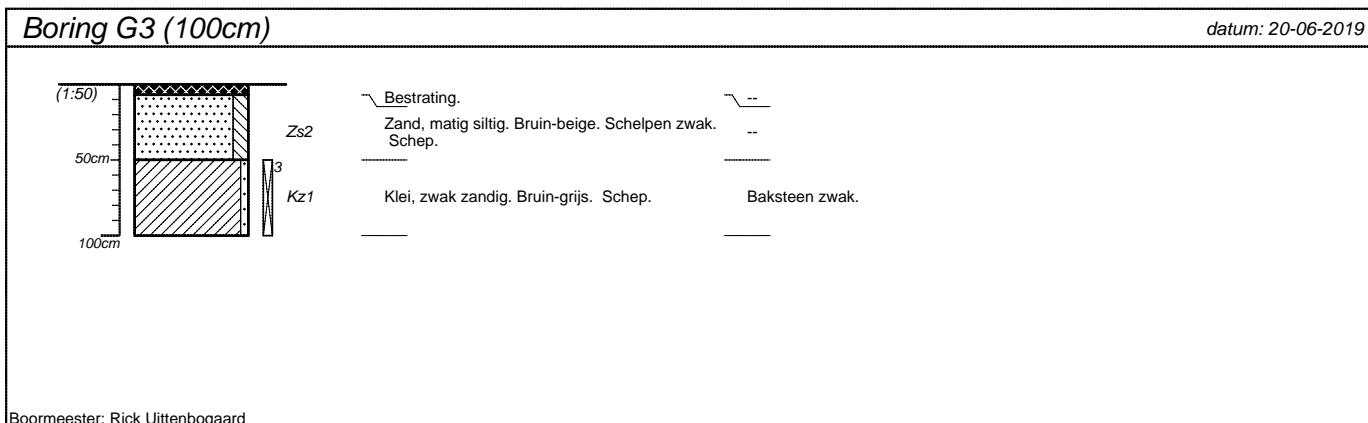 Boring G3 (100cm)
datum: 20-06-2019
(1:50)
Bestrating.
--
Zs2
Zand, matig siltig. Bruin-beige. Schelpen zwak.
Schep.
--
50cm
3
Kz1
Klei, zwak zandig. Bruin-grijs. Schep.
Baksteen zwak.
100cm
Boormeester: Rick Uittenbogaard